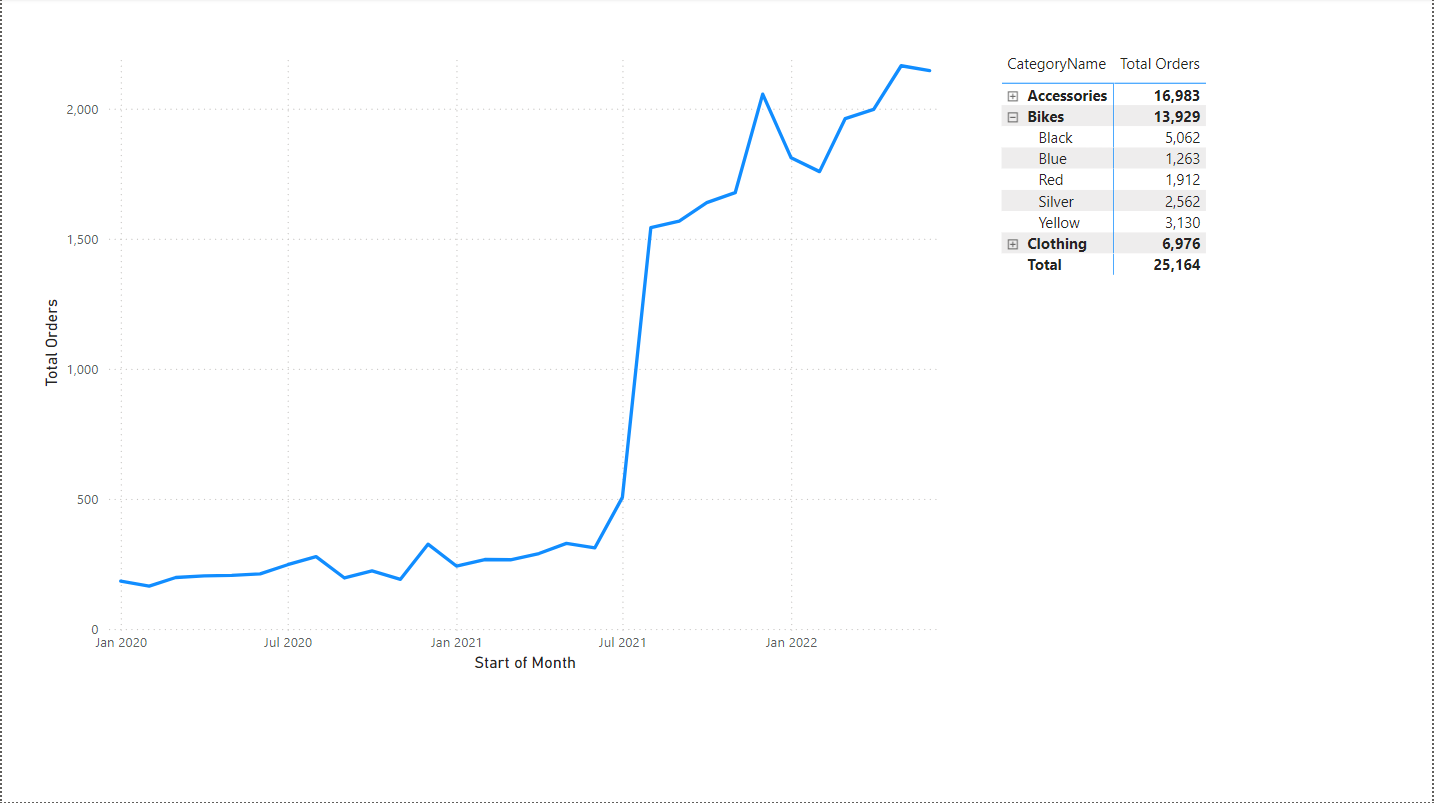 Total Orders
2,000
1,500
1,000
500
0
Jan 2020 Jul 2020 Jan 2021 Jul 2021 Jan 2022
Start of Month
CategoryName Total Orders
Accessories 16,983
Bikes 13,929
Black 5,062
Blue 1,263
Red 1,912
Silver 2,562
Yellow 3,130
Clothing 6,976
Total 25,164